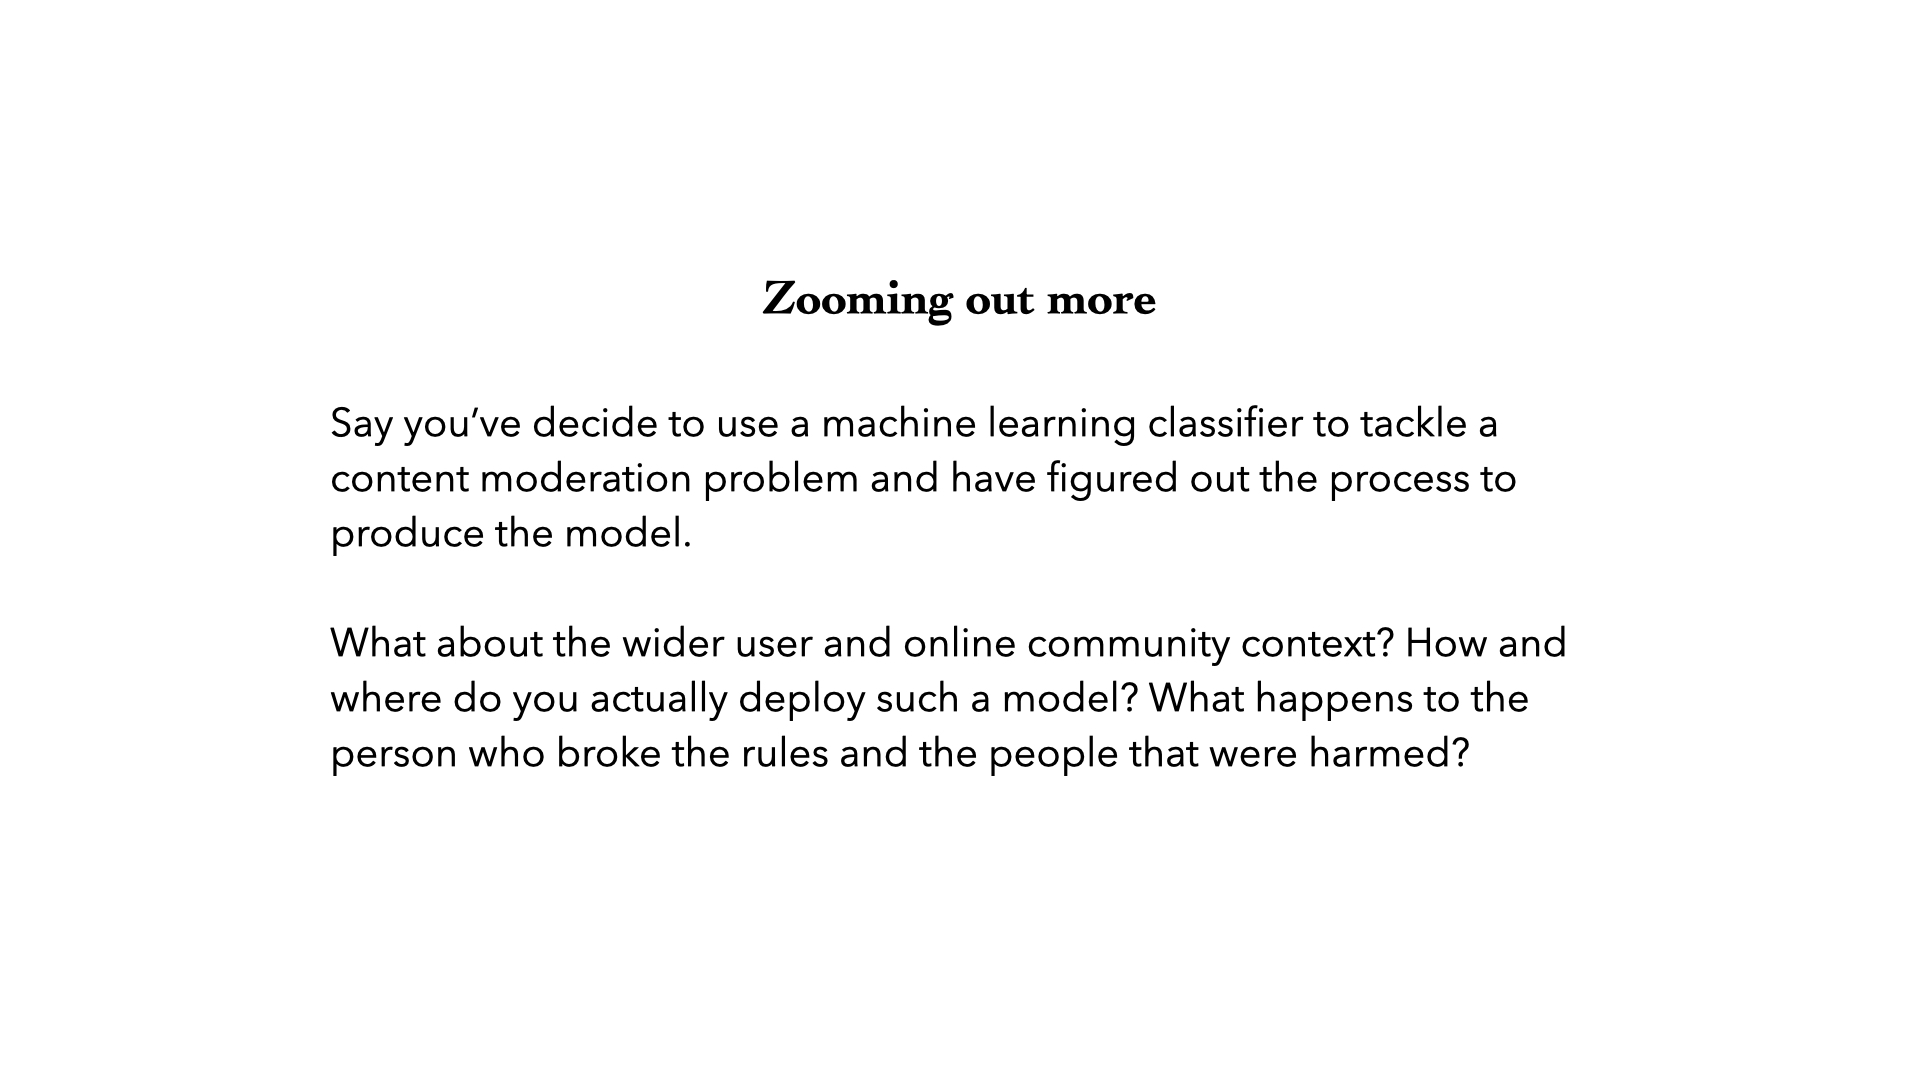 Zooming out more
Say you’ve decide to use a machine learning classifier to tackle a
content moderation problem and have figured out the process to
produce the model.
What about the wider user and online community context? How and
where do you actually deploy such a model? What happens to the
person who broke the rules and the people that were harmed?